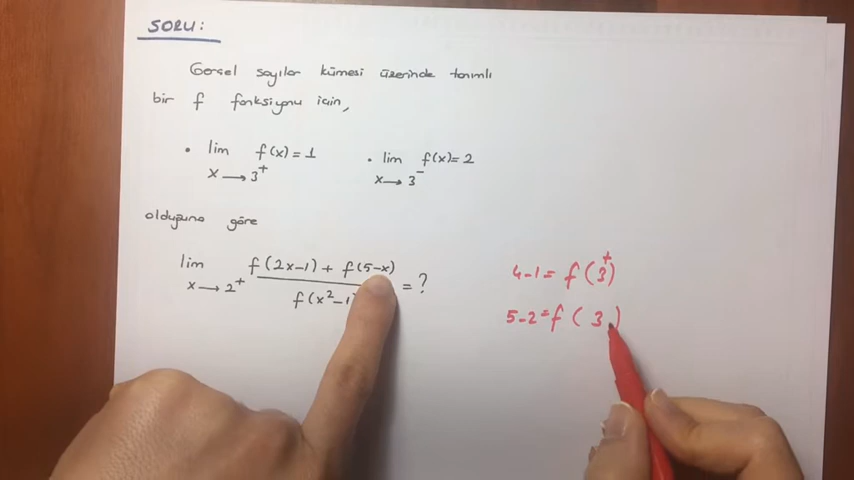 SORU:
Gerçel sayılar kümesi üzerinde tanımlı
bir f fonksiyonu için,
• lim f(x) = 1 • lim f(x) = 2
x → 3⁺ x → 3⁻
olduğuna göre
lim f(2x-1) + f(5-x)
x → 2⁺ f(x²-1 = ?
4-1 = f(3⁺)
5-2 = f(3)